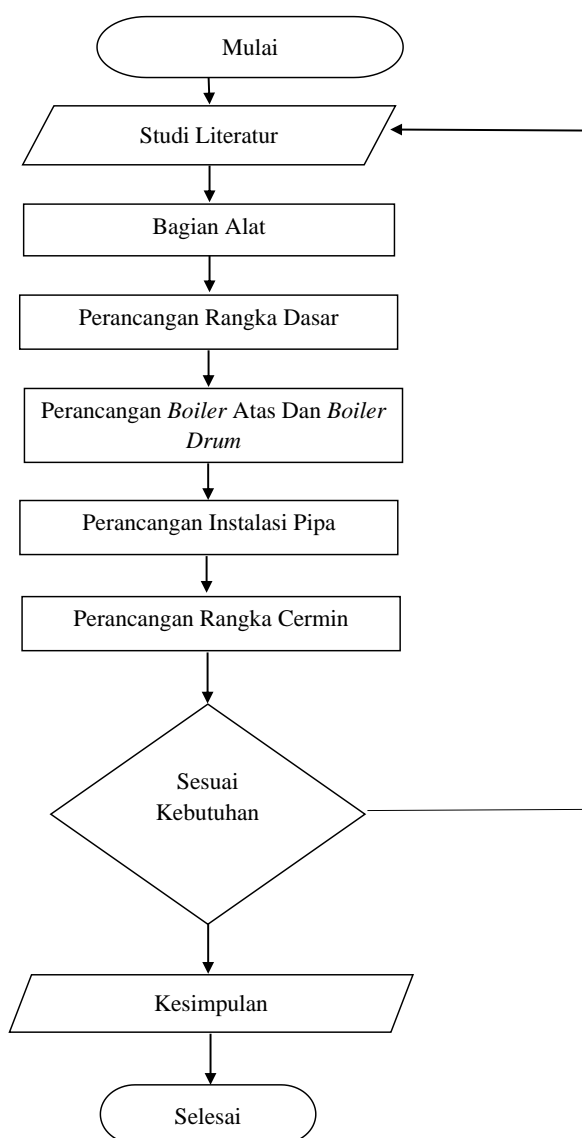 Mulai
Studi Literatur
Bagian Alat
Perancangan Rangka Dasar
Perancangan Boiler Atas Dan Boiler
Drum
Perancangan Instalasi Pipa
Perancangan Rangka Cermin
Sesuai
Kebutuhan
Kesimpulan
Selesai